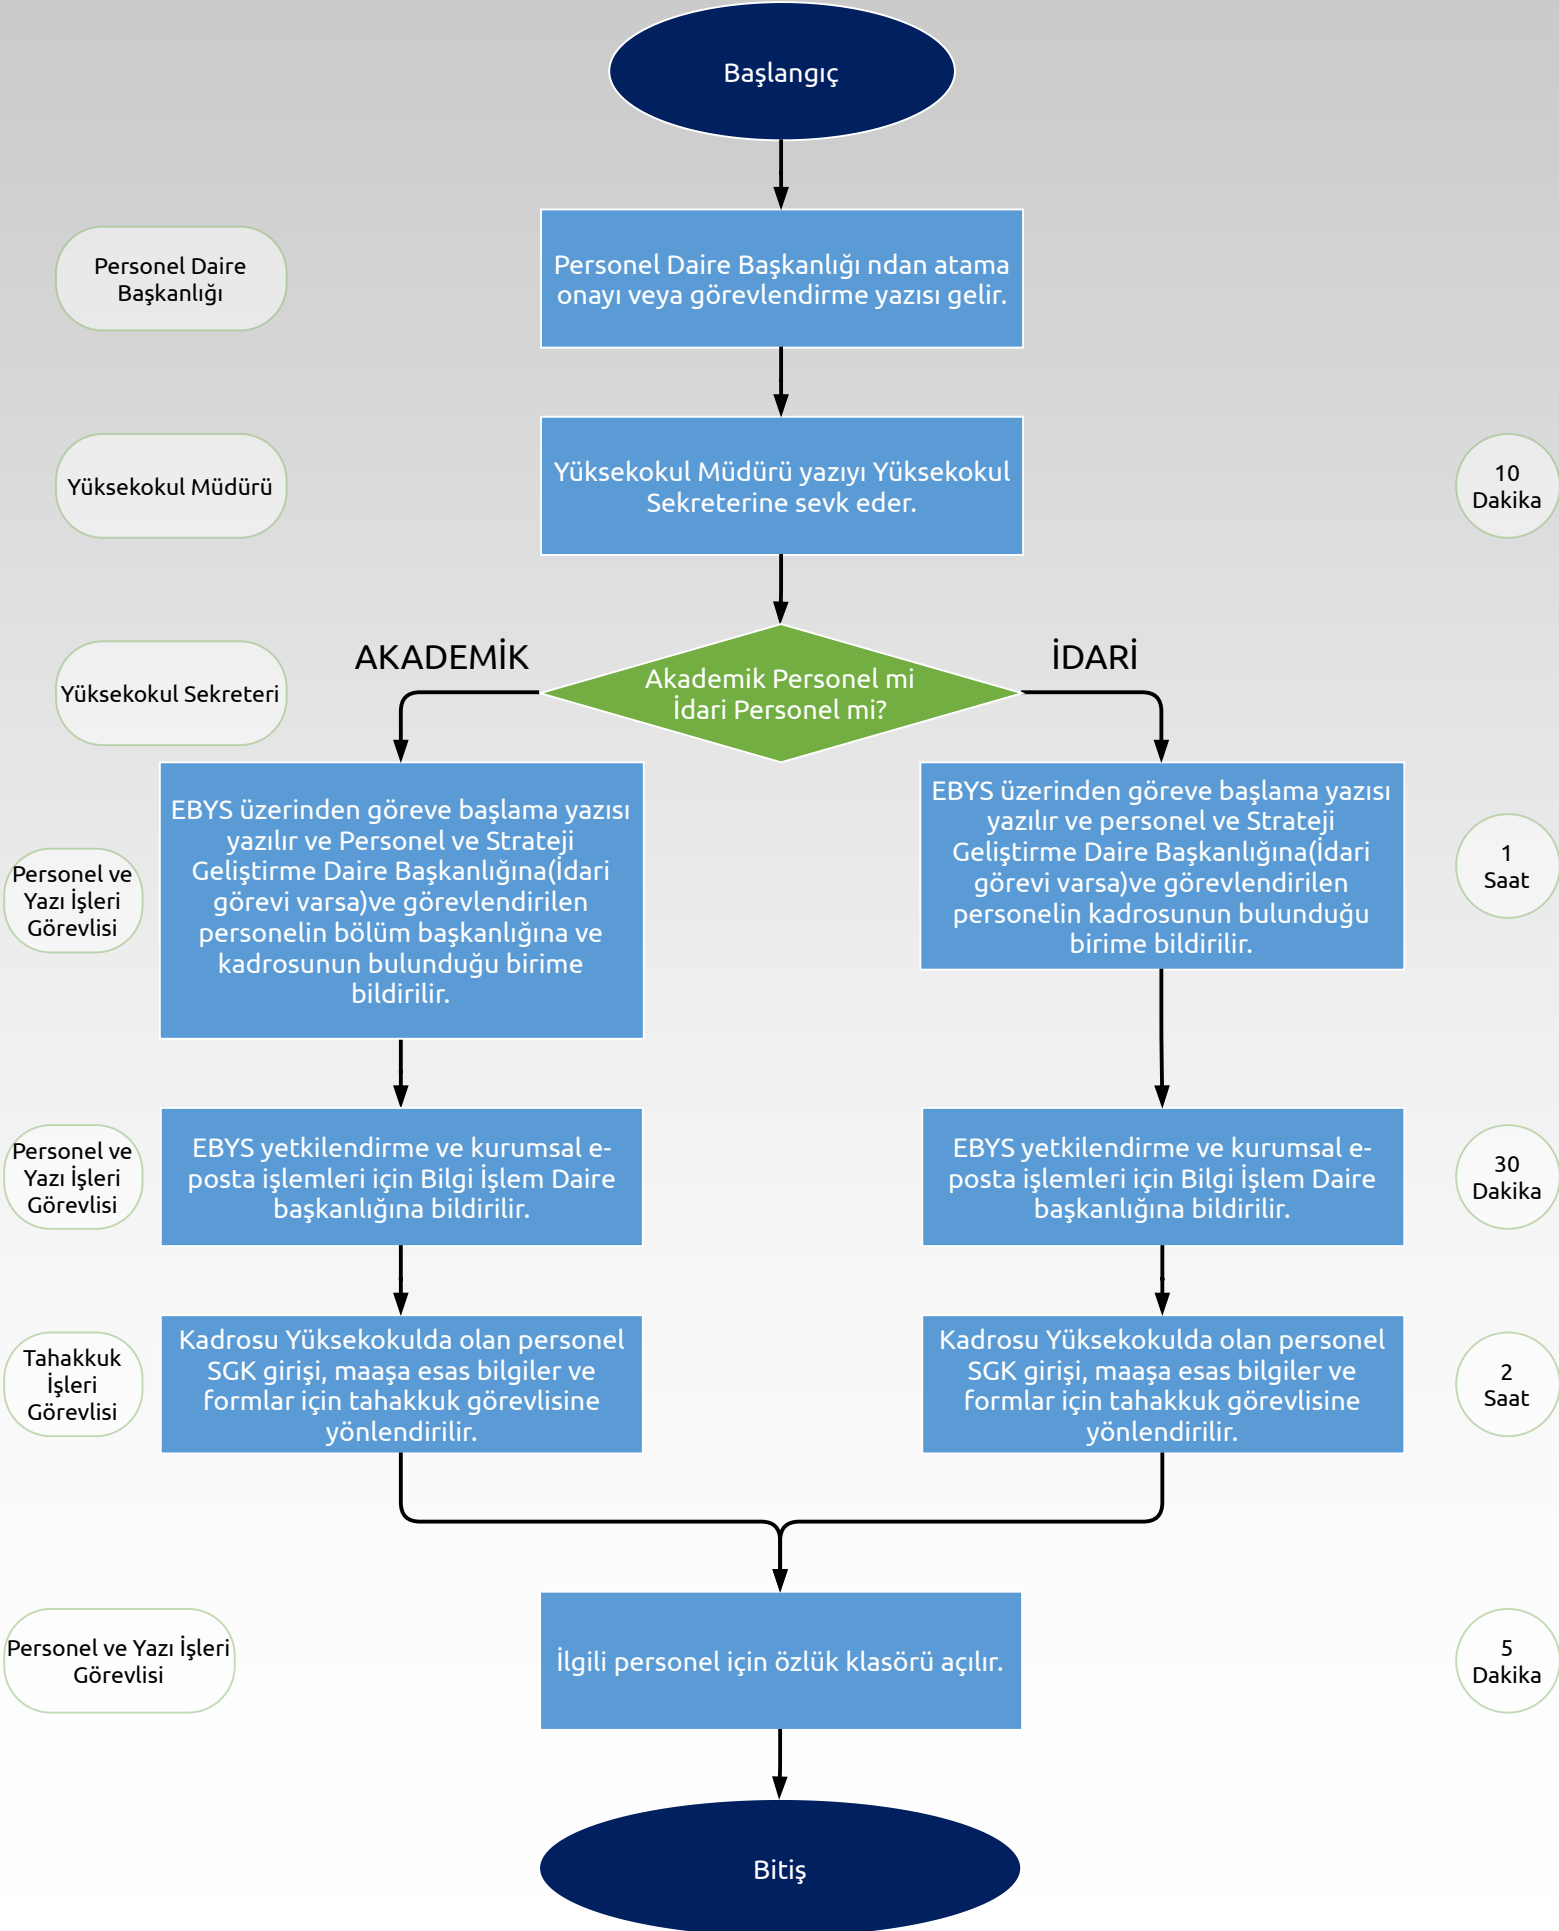 Başlangıç
Personel Daire
Başkanlığı
Personel Daire Başkanlığı ndan atama
onayı veya görevlendirme yazısı gelir.
Yüksekokul Müdürü
Yüksekokul Müdürü yazıyı Yüksekokul
Sekreterine sevk eder.
10
Dakika
Yüksekokul Sekreteri
AKADEMİK
Akademik Personel mi
İdari Personel mi?
İDARİ
Personel ve
Yazı İşleri
Görevlisi
EBYS üzerinden göreve başlama yazısı
yazılır ve Personel ve Strateji
Geliştirme Daire Başkanlığına(İdari
görevi varsa)ve görevlendirilen
personelin bölüm başkanlığına ve
kadrosunun bulunduğu birime
bildirilir.
EBYS üzerinden göreve başlama yazısı
yazılır ve personel ve Strateji
Geliştirme Daire Başkanlığına(İdari
görevi varsa)ve görevlendirilen
personelin kadrosunun bulunduğu
birime bildirilir.
1
Saat
Personel ve
Yazı İşleri
Görevlisi
EBYS yetkilendirme ve kurumsal e-
posta işlemleri için Bilgi İşlem Daire
başkanlığına bildirilir.
EBYS yetkilendirme ve kurumsal e-
posta işlemleri için Bilgi İşlem Daire
başkanlığına bildirilir.
30
Dakika
Tahakkuk
İşleri
Görevlisi
Kadrosu Yüksekokulda olan personel
SGK girişi, maaşa esas bilgiler ve
formlar için tahakkuk görevlisine
yönlendirilir.
Kadrosu Yüksekokulda olan personel
SGK girişi, maaşa esas bilgiler ve
formlar için tahakkuk görevlisine
yönlendirilir.
2
Saat
Personel ve Yazı İşleri
Görevlisi
İlgili personel için özlük klasörü açılır.
5
Dakika
Bitiş